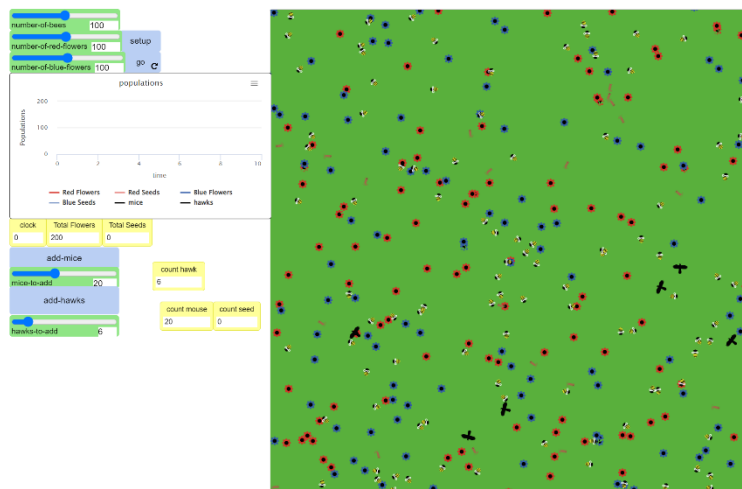 number-of-bees 100
number-of-red-flowers 100
setup
number-of-blue-flowers 100
go
populations
Populations
200
100
0
0 2 4 6 8 10
time
Red Flowers Red Seeds Blue Flowers
Blue Seeds mice hawks
clock Total Flowers Total Seeds
0 200 0
add-mice
mice-to-add 20
count hawk
6
add-hawks
hawks-to-add 6
count mouse count seed
20 0